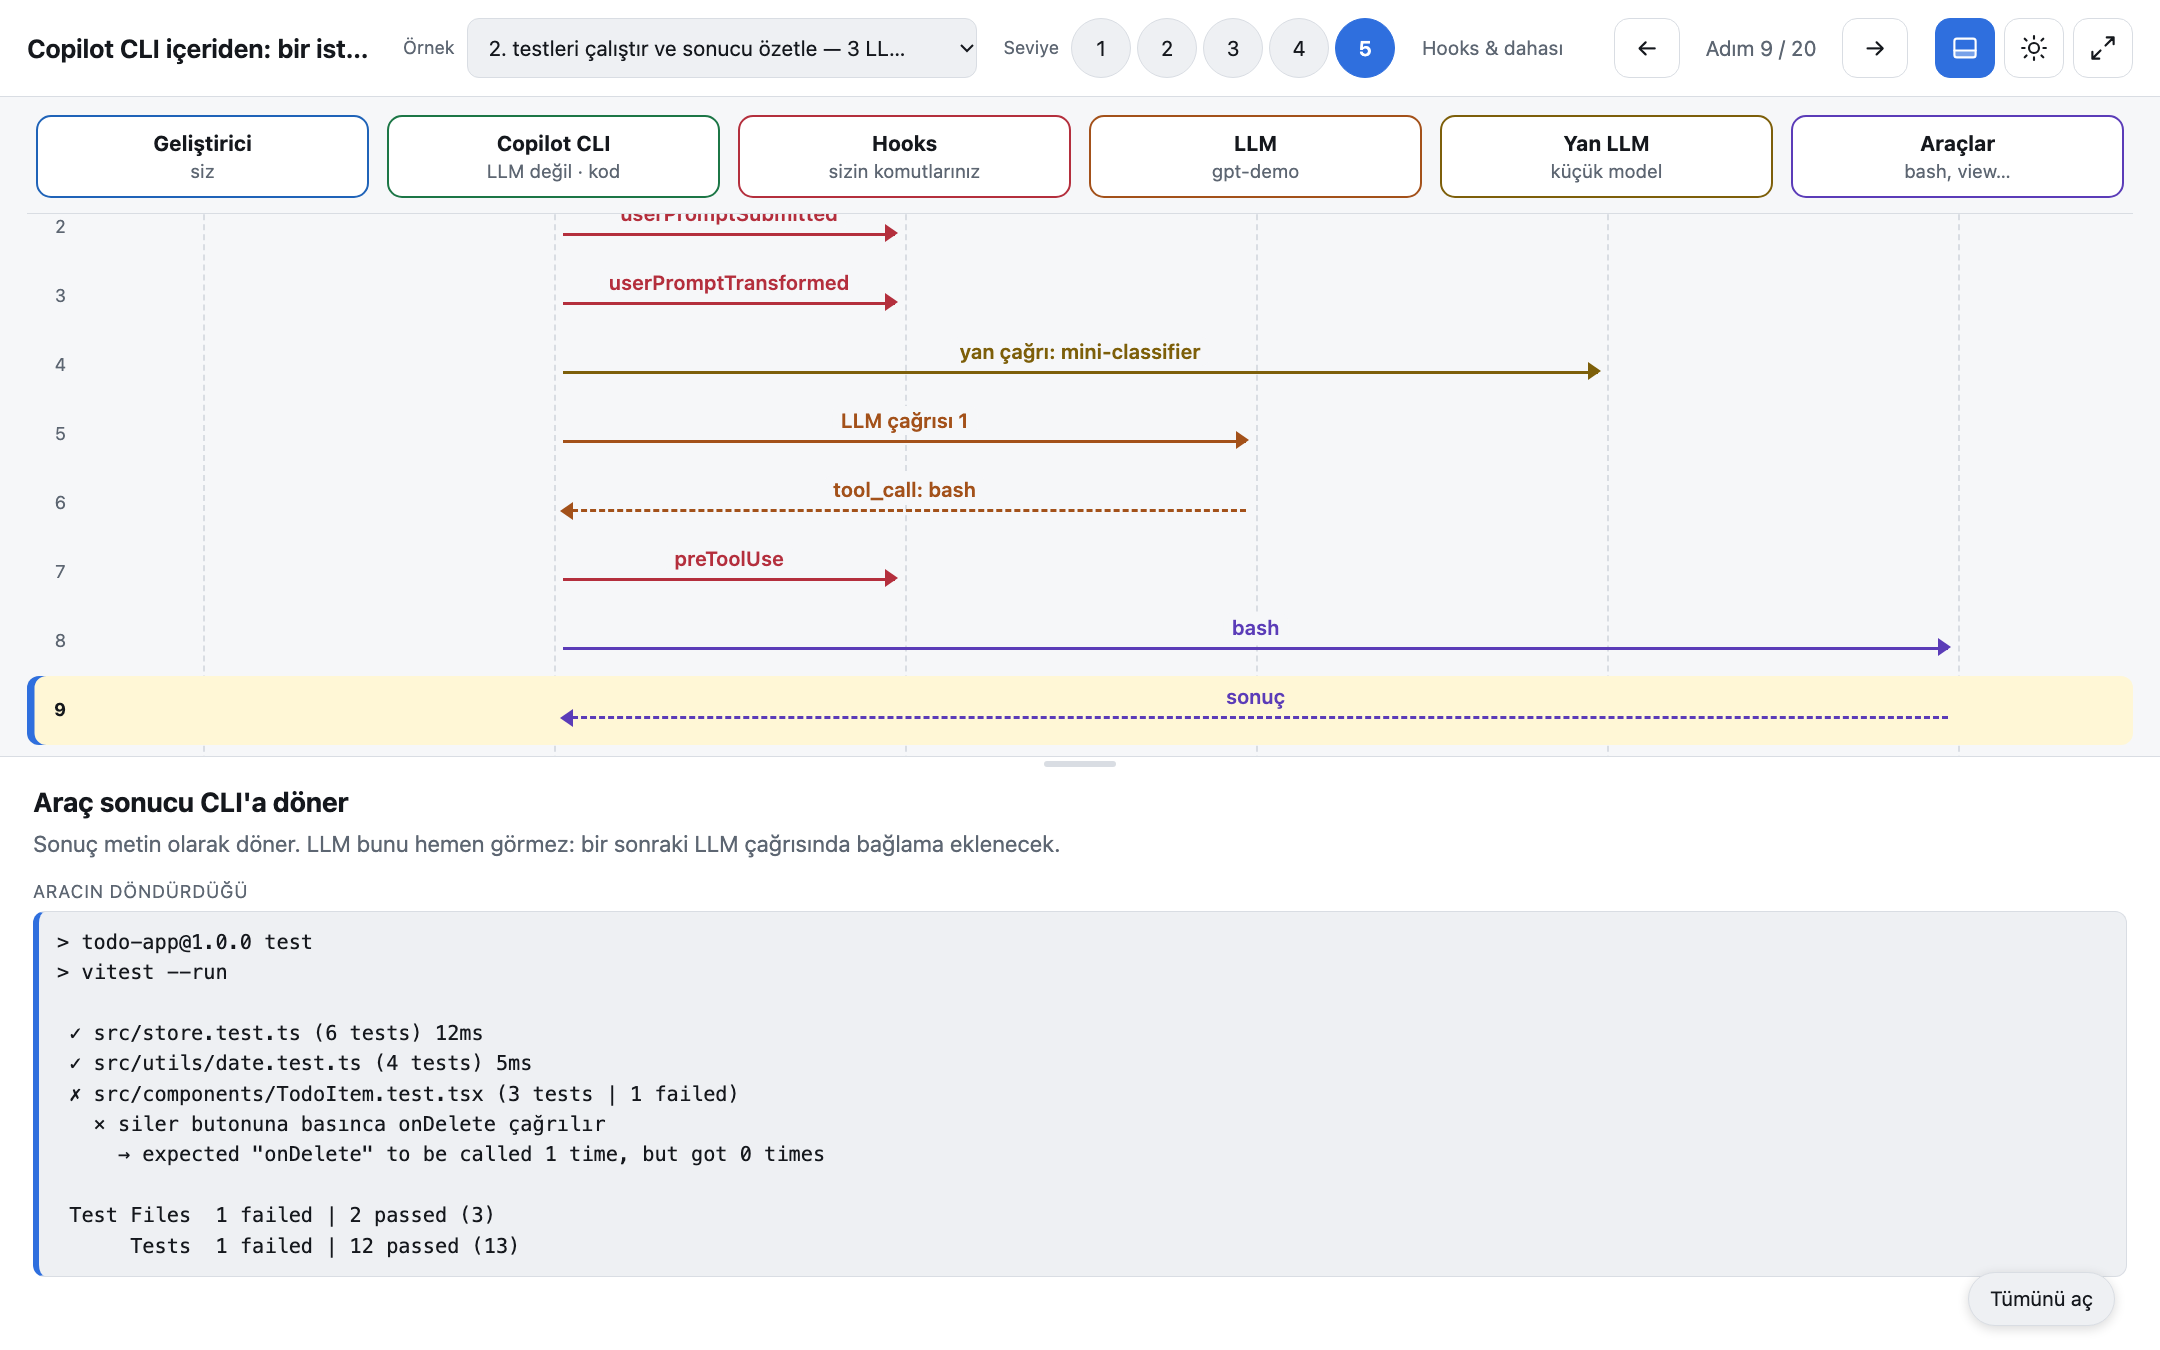 Copilot CLI içeriden: bir ist...
Örnek
2. testleri çalıştır ve sonucu özetle — 3 LL...
Seviye
1
2
3
4
5
Hooks & dahası
←
Adım 9 / 20
→
Geliştirici
siz
Copilot CLI
LLM değil · kod
Hooks
sizin komutlarınız
LLM
gpt-demo
Yan LLM
küçük model
Araçlar
bash, view...
2
userPromptSubmitted
3
userPromptTransformed
4
yan çağrı: mini-classifier
5
LLM çağrısı 1
6
tool_call: bash
7
preToolUse
8
bash
9
sonuç
Araç sonucu CLI'a döner
Sonuç metin olarak döner. LLM bunu hemen görmez: bir sonraki LLM çağrısında bağlama eklenecek.
ARACIN DÖNDÜRDÜĞÜ
> todo-app@1.0.0 test
> vitest --run
✓ src/store.test.ts (6 tests) 12ms
✓ src/utils/date.test.ts (4 tests) 5ms
✗ src/components/TodoItem.test.tsx (3 tests | 1 failed)
× siler butonuna basınca onDelete çağrılır
→ expected "onDelete" to be called 1 time, but got 0 times
Test Files  1 failed | 2 passed (3)
Tests  1 failed | 12 passed (13)
Tümünü aç